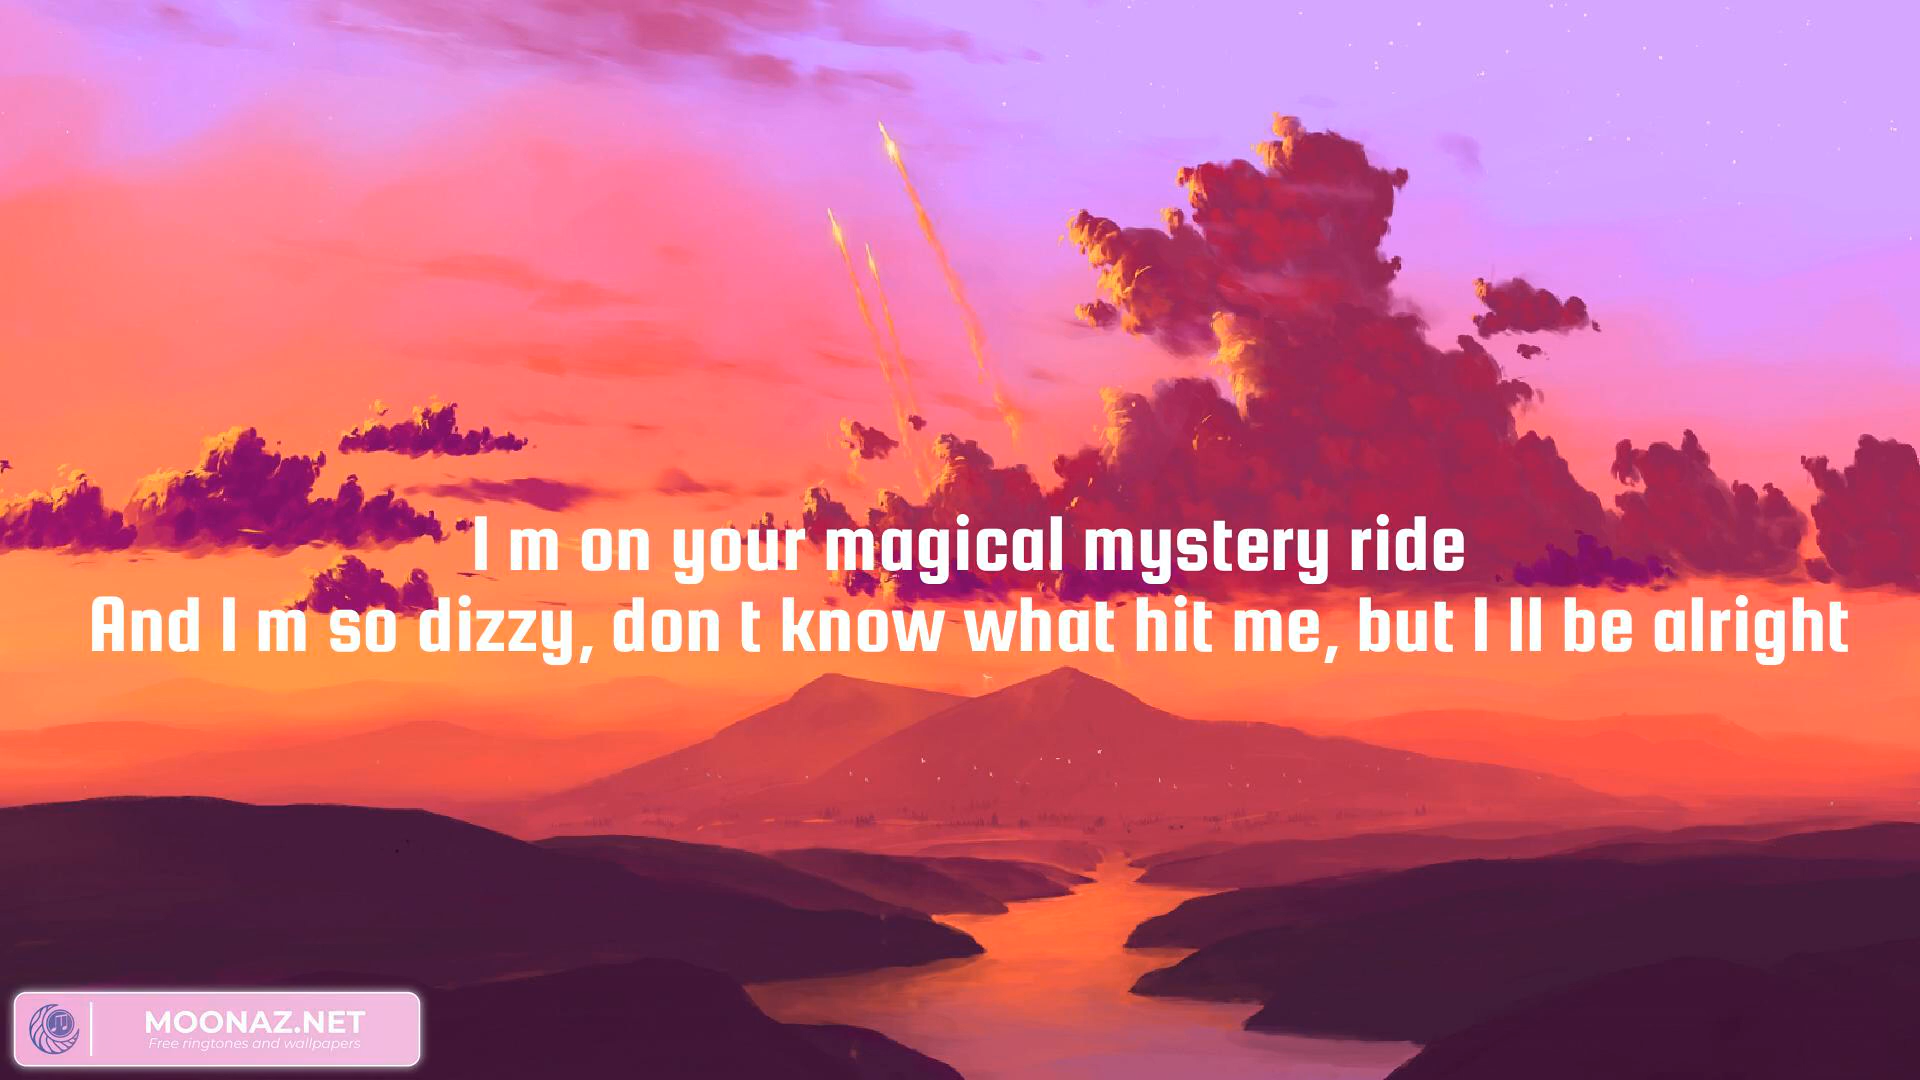 I m on your magical mystery ride
And I m so dizzy, don t know what hit me, but I ll be alright
MOONAZ.NET
Free ringtones and wallpapers